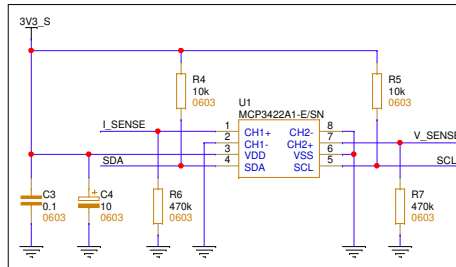 3V3_S
R4
10k
0603
R5
10k
0603
U1
MCP3422A1-E/SN
I_SENSE
1 CH1+ CH2- 8
2 CH1- CH2+ 7
3 VDD VSS 6
4 SDA SCL 5
V_SENSE
SDA
SCL
C3
0.1
0603
C4
10
0603
R6
470k
0603
R7
470k
0603